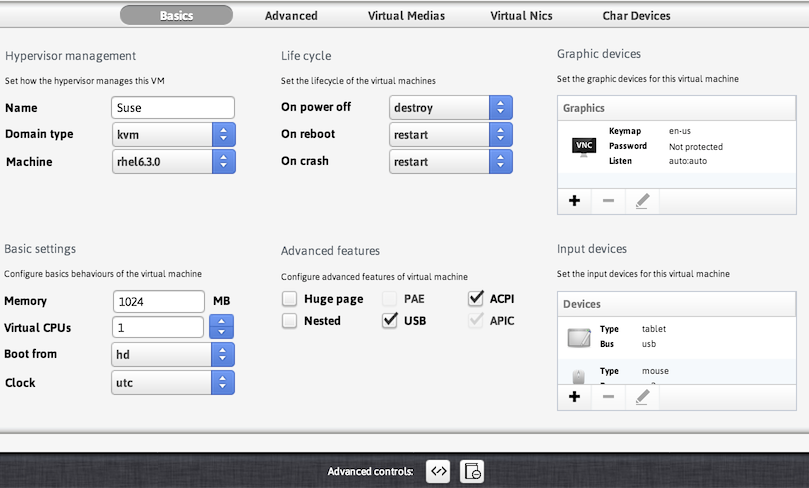 Basics Advanced Virtual Medias Virtual Nics Char Devices
Hypervisor management
Set how the hypervisor manages this VM
Name Suse
Domain type kvm
Machine rhel6.3.0
Life cycle
Set the lifecycle of the virtual machines
On power off destroy
On reboot restart
On crash restart
Graphic devices
Set the graphic devices for this virtual machine
Graphics
VNC
Keymap en-us
Password Not protected
Listen auto:auto
Basic settings
Configure basics behaviours of the virtual machine
Memory 1024 MB
Virtual CPUs 1
Boot from hd
Clock utc
Advanced features
Configure advanced features of virtual machine
Huge page PAE ACPI
Nested USB APIC
Input devices
Set the input devices for this virtual machine
Devices
Type tablet
Bus usb
Type mouse
Advanced controls: